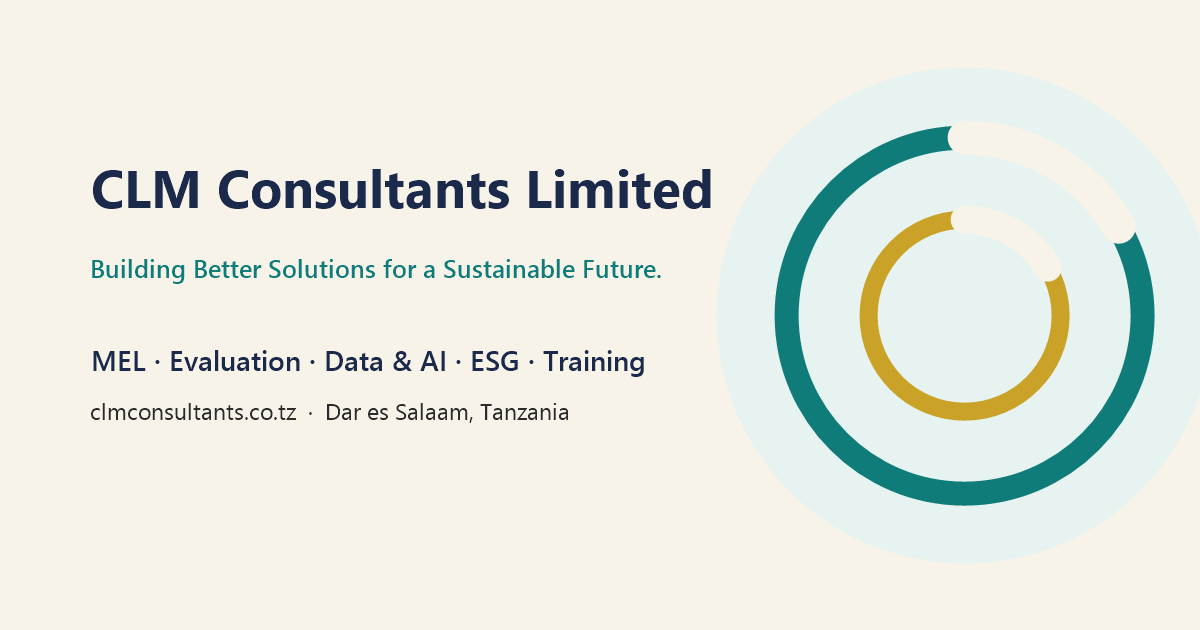 CLM Consultants Limited
Building Better Solutions for a Sustainable Future.
MEL · Evaluation · Data & AI · ESG · Training
clmconsultants.co.tz · Dar es Salaam, Tanzania